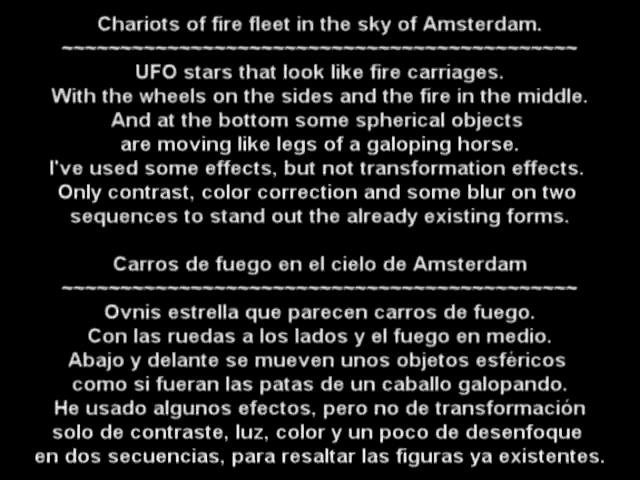 Chariots of fire fleet in the sky of Amsterdam.
~~~~~~~~~~~~~~~~~~~~~~~~~~~~~~~~~~~~~~~~~~~
UFO stars that look like fire carriages.
With the wheels on the sides and the fire in the middle.
And at the bottom some spherical objects
are moving like legs of a galoping horse.
I've used some effects, but not transformation effects.
Only contrast, color correction and some blur on two
sequences to stand out the already existing forms.
Carros de fuego en el cielo de Amsterdam
~~~~~~~~~~~~~~~~~~~~~~~~~~~~~~~~~~~~~~~~~~~
Ovnis estrella que parecen carros de fuego.
Con las ruedas a los lados y el fuego en medio.
Abajo y delante se mueven unos objetos esféricos
como si fueran las patas de un caballo galopando.
He usado algunos efectos, pero no de transformación
solo de contraste, luz, color y un poco de desenfoque
en dos secuencias, para resaltar las figuras ya existentes.